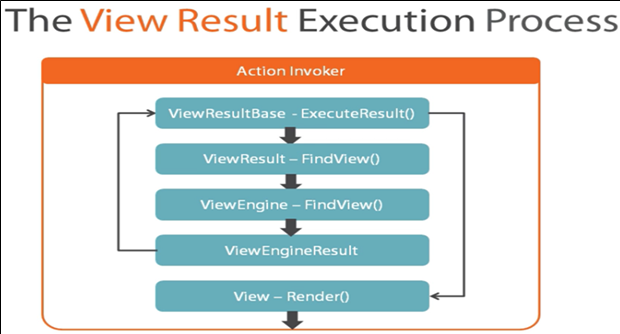 The View Result Execution Process
Action Invoker
ViewResultBase - ExecuteResult()
ViewResult – FindView()
ViewEngine – FindView()
ViewEngineResult
View – Render()